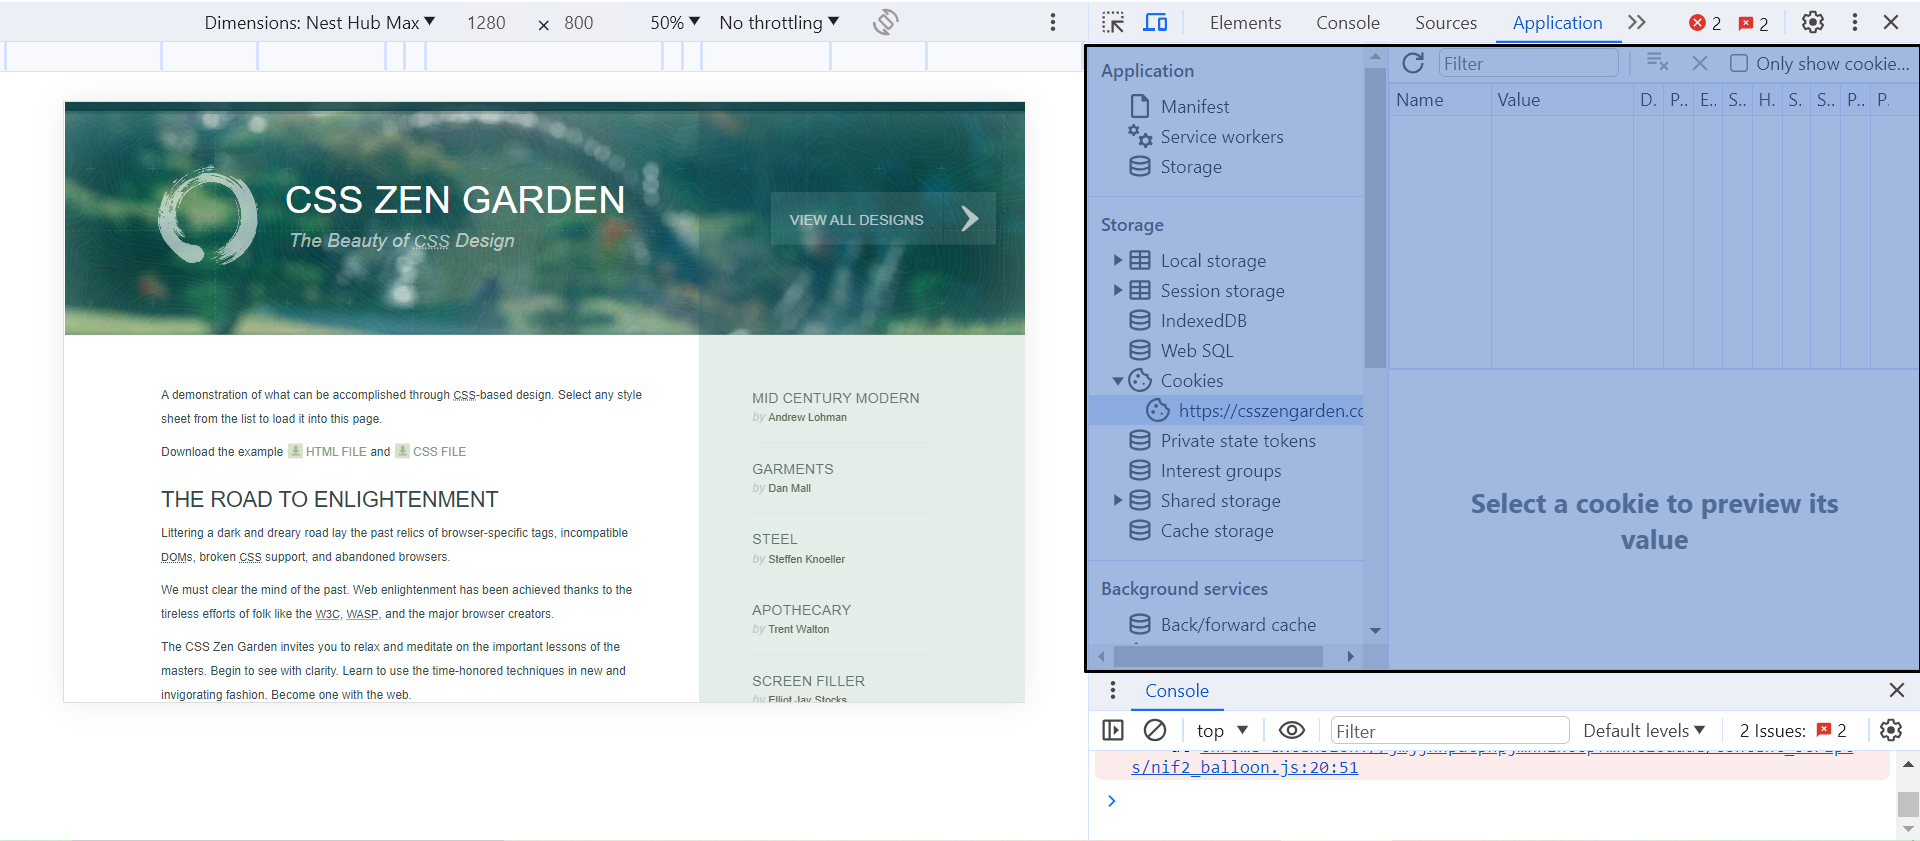 Dimensions: Nest Hub Max 1280 × 800 50% No throttling
Elements Console Sources Application 2 2
CSS ZEN GARDEN
The Beauty of CSS Design
VIEW ALL DESIGNS
A demonstration of what can be accomplished through CSS-based design. Select any style
sheet from the list to load it into this page.
Download the example HTML FILE and CSS FILE
THE ROAD TO ENLIGHTENMENT
Littering a dark and dreary road lay the past relics of browser-specific tags, incompatible
DOMs, broken CSS support, and abandoned browsers.
We must clear the mind of the past. Web enlightenment has been achieved thanks to the
tireless efforts of folk like the W3C, WASP, and the major browser creators.
The CSS Zen Garden invites you to relax and meditate on the important lessons of the
masters. Begin to see with clarity. Learn to use the time-honored techniques in new and
invigorating fashion. Become one with the web.
MID CENTURY MODERN
by Andrew Lohman
GARMENTS
by Dan Mall
STEEL
by Steffen Knoeller
APOTHECARY
by Trent Walton
SCREEN FILLER
by Elliot Jay Stocks
Application
Manifest
Service workers
Storage
Storage
Local storage
Session storage
IndexedDB
Web SQL
Cookies
https://csszengarden.co
Private state tokens
Interest groups
Shared storage
Cache storage
Background services
Back/forward cache
Filter Only show cookie...
Name Value D. P.. E.. S.. H. S. S.. P.. P.
Select a cookie to preview its
value
Console
top Filter Default levels 2 Issues: 2
s/nif2_balloon.js:20:51